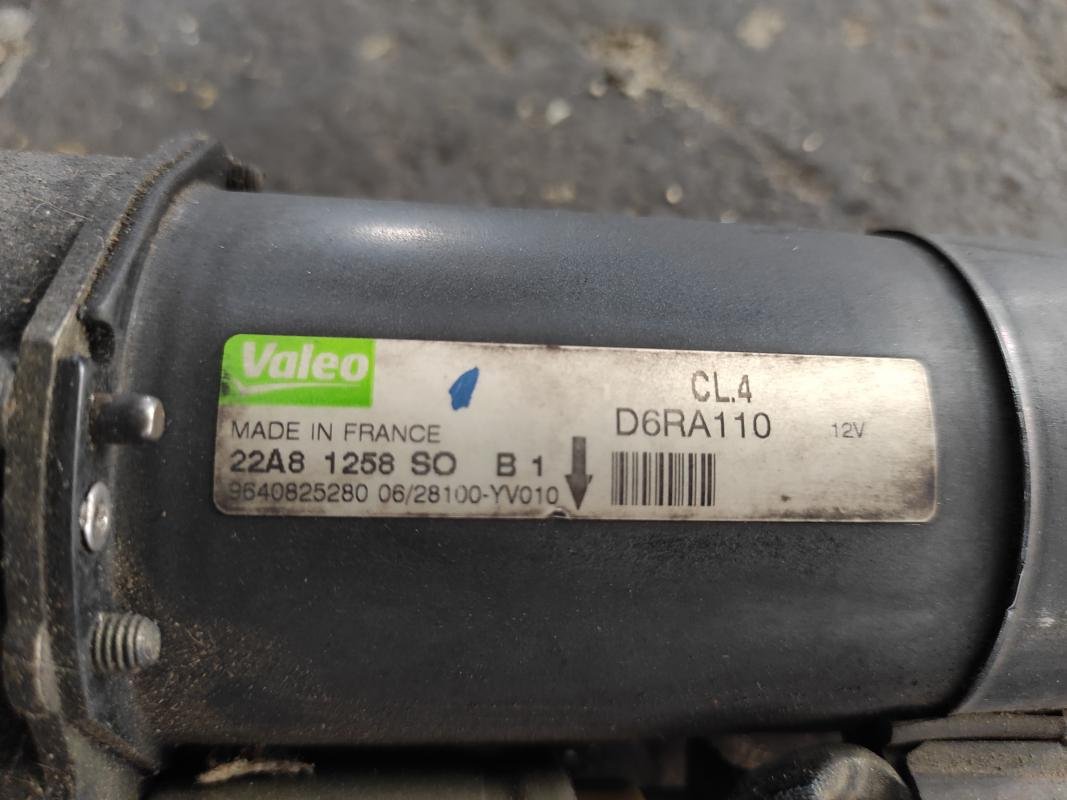 Valeo
CL.4
MADE IN FRANCE
D6RA110 12V
22A8 1258 SO B 1
9640825280 06/28100-YV010